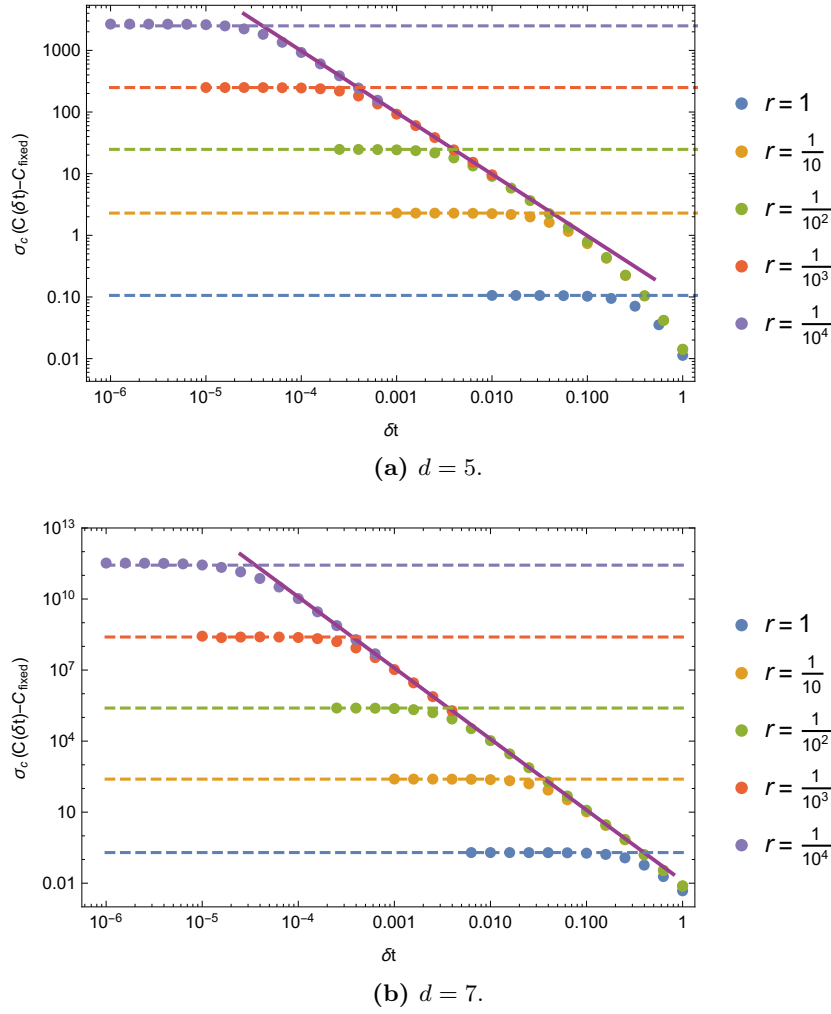 1000
100
10
1
0.10
0.01
σc (C(δt)–Cfixed)
10⁻⁶ 10⁻⁵ 10⁻⁴ 0.001 0.010 0.100 1
δt
r = 1
r = 1/10
r = 1/10²
r = 1/10³
r = 1/10⁴
(a) d = 5.
10¹³
10¹⁰
10⁷
10⁴
10
0.01
σc (C(δt)–Cfixed)
10⁻⁶ 10⁻⁵ 10⁻⁴ 0.001 0.010 0.100 1
δt
r = 1
r = 1/10
r = 1/10²
r = 1/10³
r = 1/10⁴
(b) d = 7.